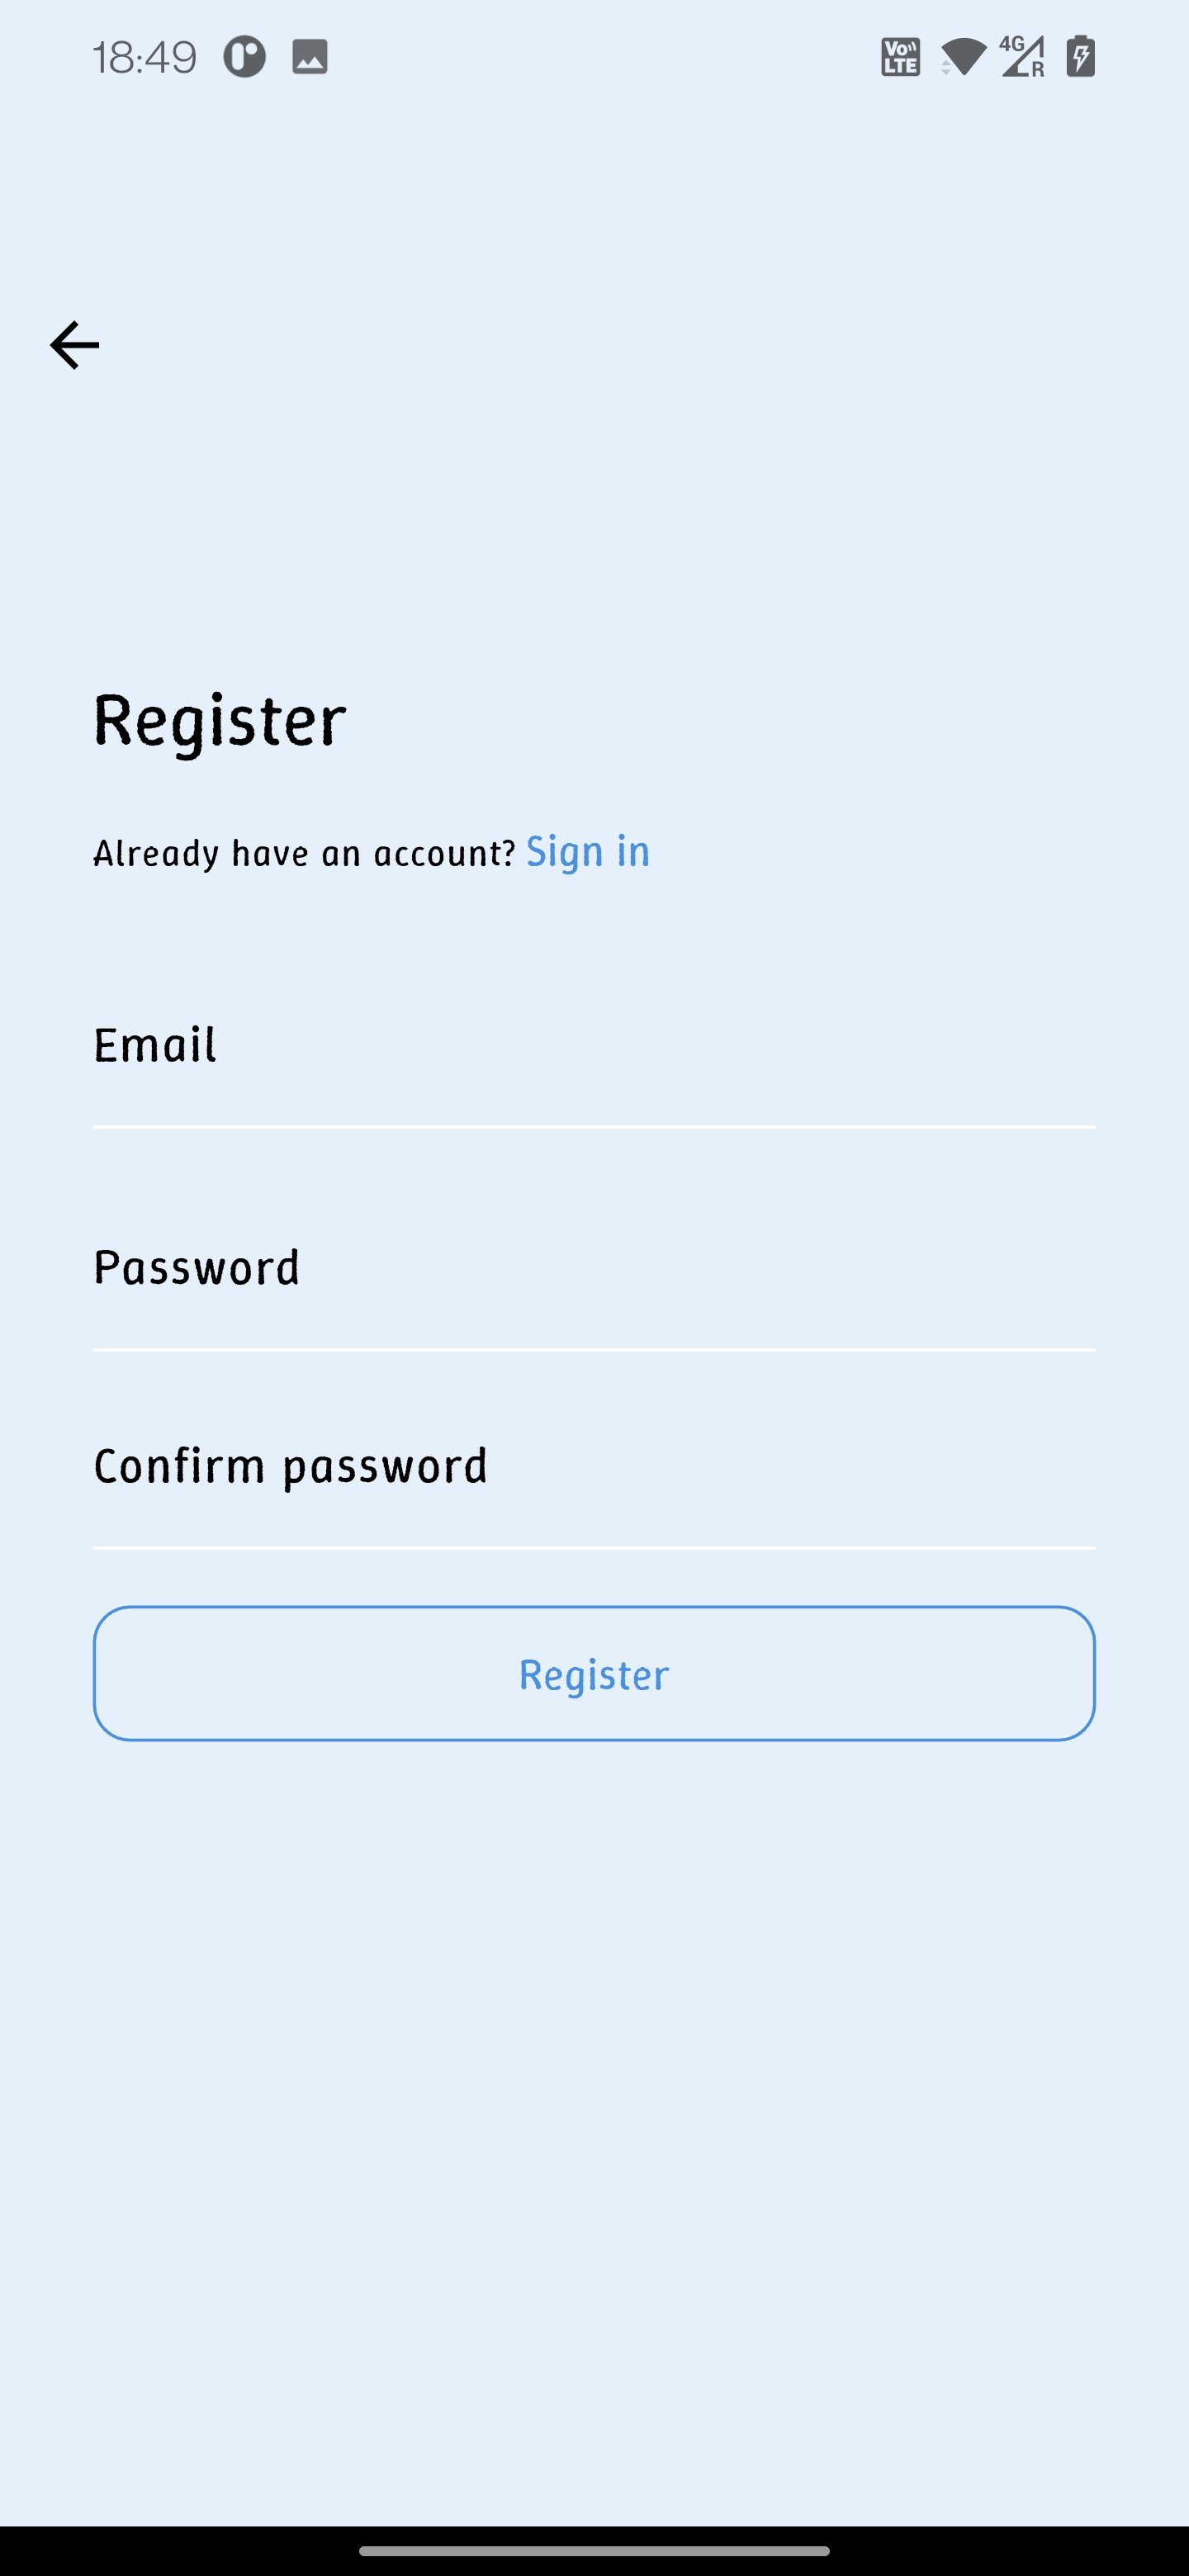 18:49
Vo LTE 4G R
Register
Already have an account? Sign in
Email
Password
Confirm password
Register